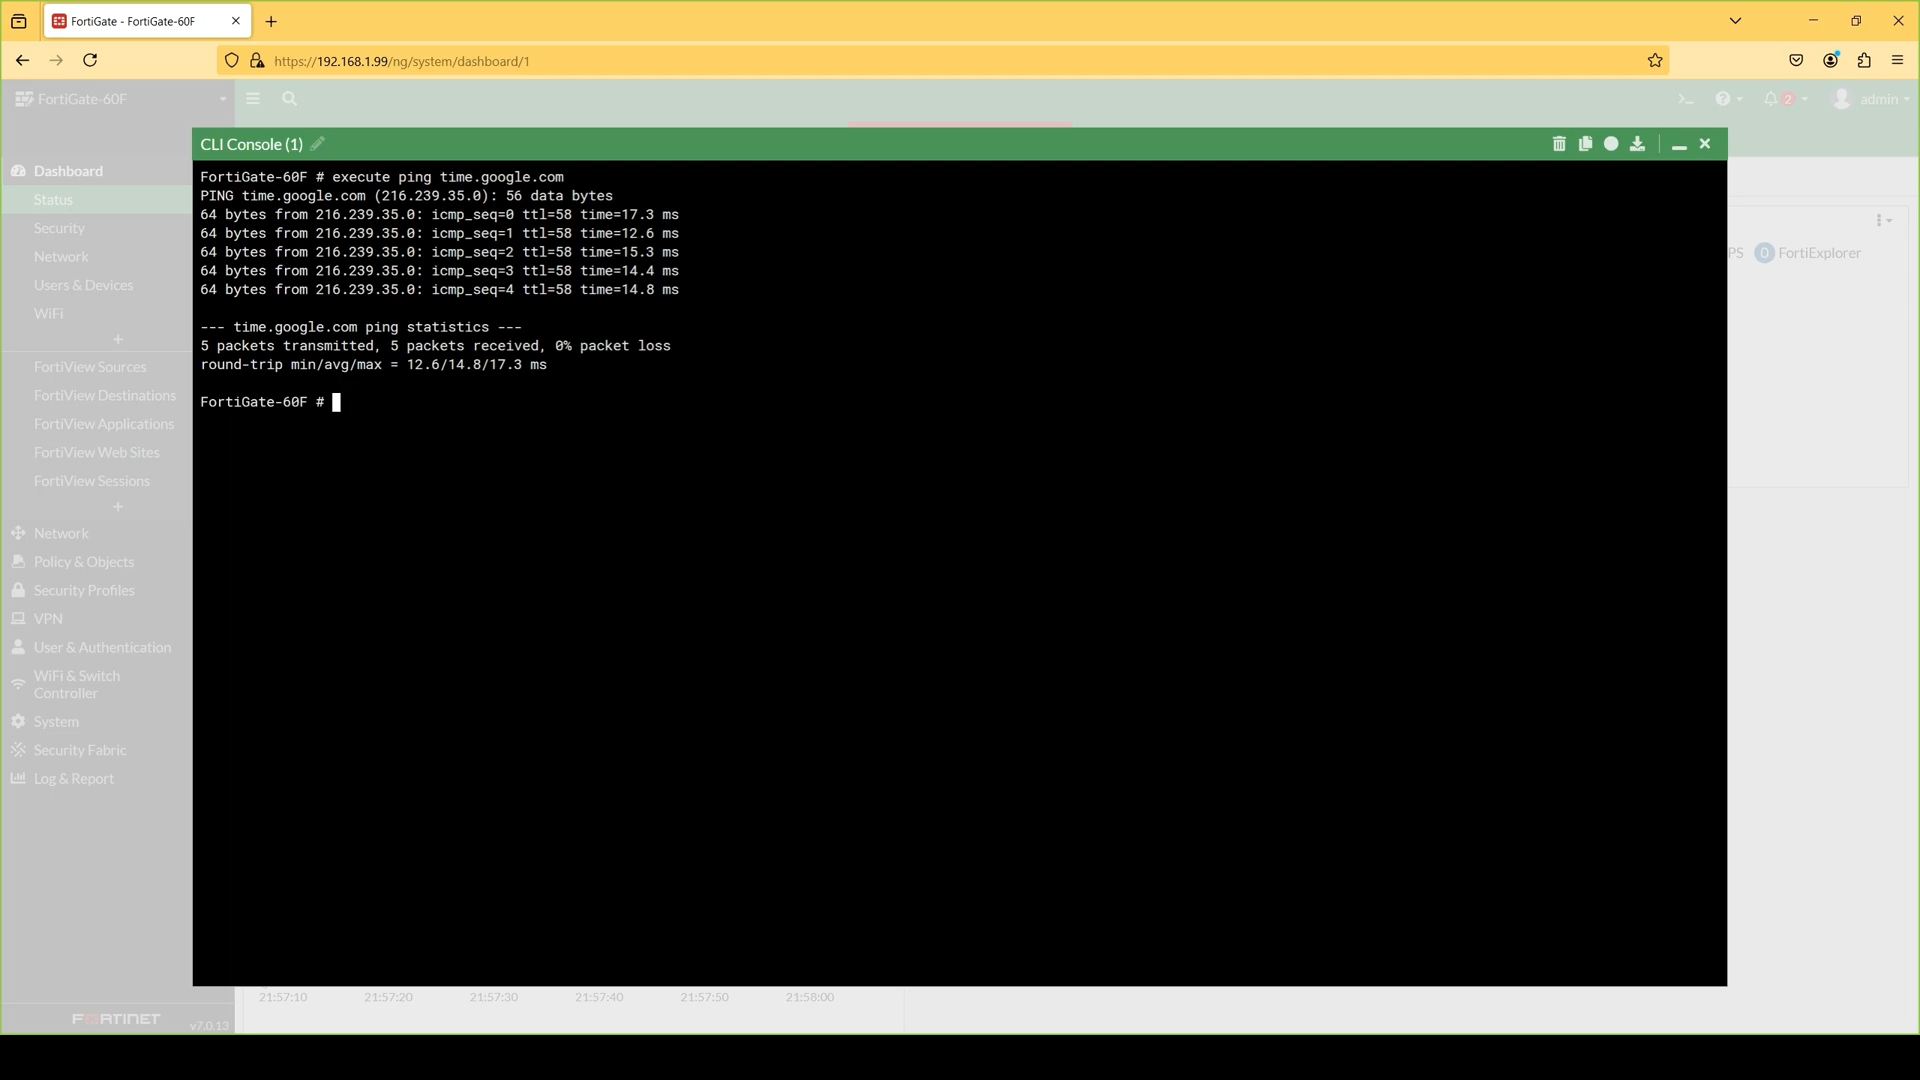 FortiGate - FortiGate-60F
https://192.168.1.99/ng/system/dashboard/1
FortiGate-60F
2
admin
CLI Console (1)
FortiGate-60F # execute ping time.google.com
PING time.google.com (216.239.35.0): 56 data bytes
64 bytes from 216.239.35.0: icmp_seq=0 ttl=58 time=17.3 ms
64 bytes from 216.239.35.0: icmp_seq=1 ttl=58 time=12.6 ms
64 bytes from 216.239.35.0: icmp_seq=2 ttl=58 time=15.3 ms
64 bytes from 216.239.35.0: icmp_seq=3 ttl=58 time=14.4 ms
64 bytes from 216.239.35.0: icmp_seq=4 ttl=58 time=14.8 ms
--- time.google.com ping statistics ---
5 packets transmitted, 5 packets received, 0% packet loss
round-trip min/avg/max = 12.6/14.8/17.3 ms
FortiGate-60F #
Dashboard
Status
Security
Network
Users & Devices
WiFi
FortiView Sources
FortiView Destinations
FortiView Applications
FortiView Web Sites
FortiView Sessions
Network
Policy & Objects
Security Profiles
VPN
User & Authentication
WiFi & Switch
Controller
System
Security Fabric
Log & Report
PS 0 FortiExplorer
21:57:10 21:57:20 21:57:30 21:57:40 21:57:50 21:58:00
FORTINET v7.0.13